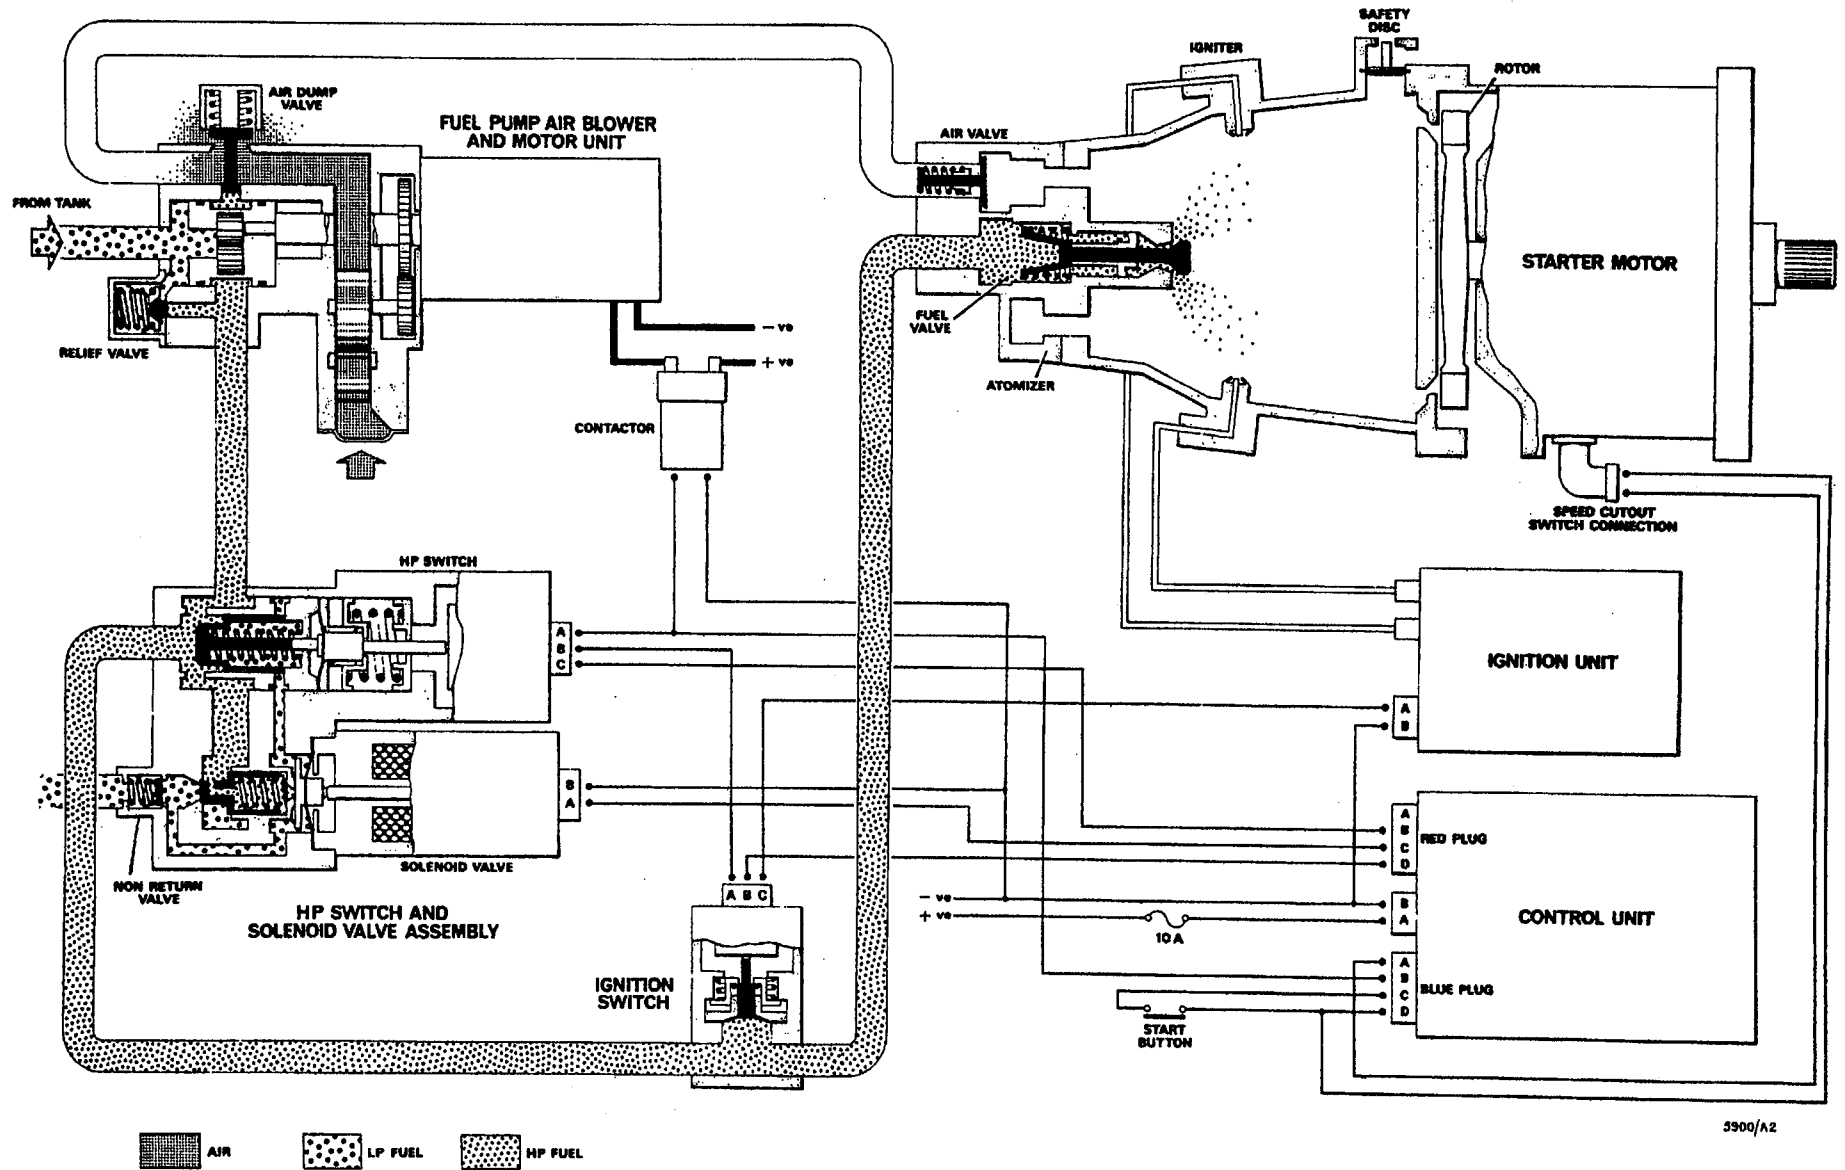 SAFETY
DISC
IGNITER
ROTOR
AIR DUMP
VALVE
FUEL PUMP AIR BLOWER
AND MOTOR UNIT
AIR VALVE
FROM TANK
STARTER MOTOR
FUEL
VALVE
- ve
RELIEF VALVE
+ ve
ATOMIZER
CONTACTOR
SPEED CUTOUT
SWITCH CONNECTION
HP SWITCH
A
B
C
IGNITION UNIT
A
B
B
A
A
B
C
D
RED PLUG
SOLENOID VALVE
NON RETURN
VALVE
A B C
- ve
+ ve
10A
B
A
CONTROL UNIT
HP SWITCH AND
SOLENOID VALVE ASSEMBLY
IGNITION
SWITCH
A
B
C
D
BLUE PLUG
START
BUTTON
5900/A2
AIR
LP FUEL
HP FUEL